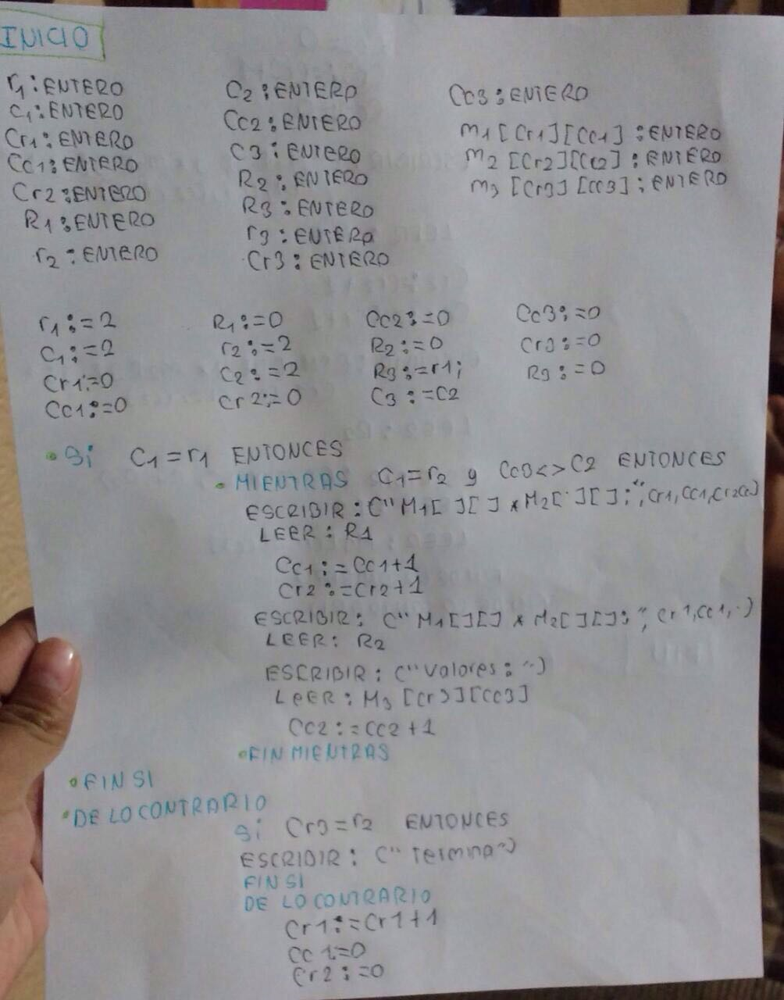 INICIO
r1:ENTERO
C1:ENTERO
Cr1:ENTERO
Cc1:ENTERO
Cr2:ENTERO
R1:ENTERO
r2:ENTERO
C2:ENTERO
Cc2:ENTERO
C3:ENTERO
R2:ENTERO
R3:ENTERO
r3:ENTERO
Cr3:ENTERO
Cc3:ENTERO
M1[Cr1][Cc1]:ENTERO
M2[Cr2][Cc2]:ENTERO
M3[Cr3][Cc3]:ENTERO
r1:=2
C1:=2
Cr1:=0
Cc1:=0
R1:=0
r2:=2
C2:=2
Cr2:=0
Cc2:=0
R2:=0
R3:=r1;
C3:=C2
Cc3:=0
Cr3:=0
R3:=0
• Si C1=r1 ENTONCES
• MIENTRAS C1=r2 y Cc3<>C2 ENTONCES
ESCRIBIR:("M1[ ][ ]*M2[ ][ ]:",Cr1,Cc1,Cr2
LEER: R1
Cc1:=Cc1+1
Cr2:=Cr2+1
ESCRIBIR: ("M1[][]*M2[][]:", Cr1,Cc1,..)
LEER: R2
ESCRIBIR: ("Valores:")
LEER: M3[Cr3][Cc3]
Cc2:=Cc2+1
• FIN MIENTRAS
• FIN SI
• DE LO CONTRARIO
Si Cr3=r2 ENTONCES
ESCRIBIR: ("Termina")
FIN SI
DE LO CONTRARIO
Cr1:=Cr1+1
Cc1:=0
Cr2:=0